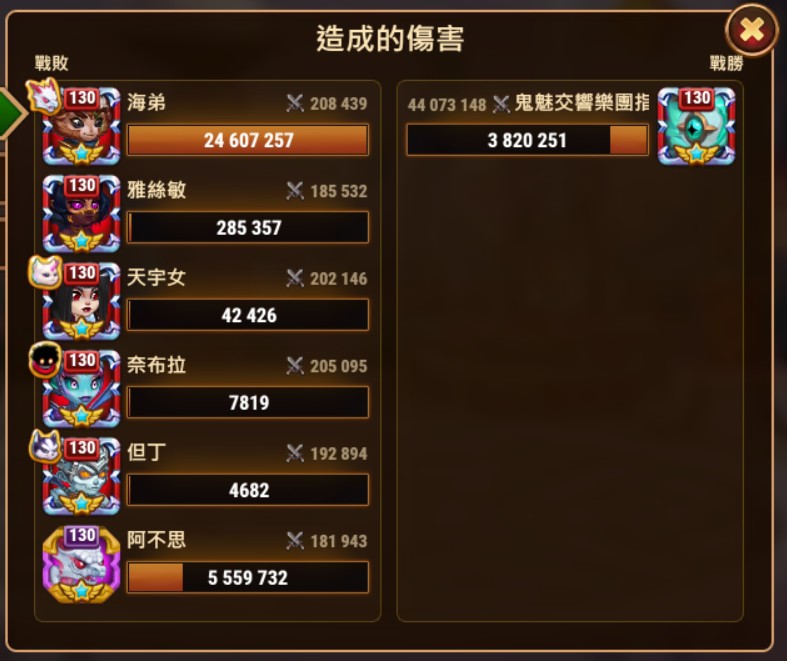 造成的傷害
戰敗
戰勝
130 海弟 208 439
24 607 257
130 雅絲敏 185 532
285 357
130 天宇女 202 146
42 426
130 奈布拉 205 095
7819
130 但丁 192 894
4682
130 阿不思 181 943
5 559 732
44 073 148 鬼魅交響樂團指 130
3 820 251